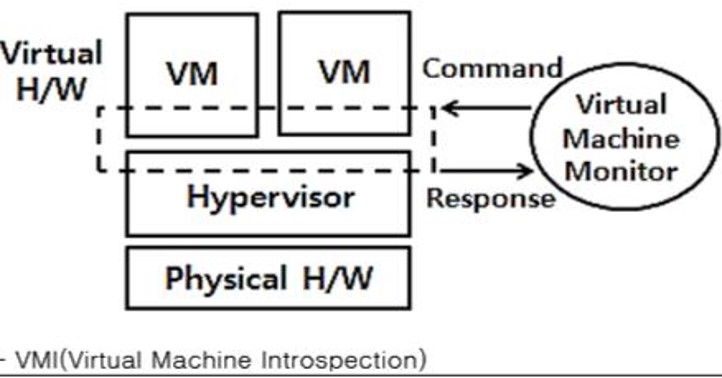 Virtual
H/W
VM
VM
Command
Virtual
Machine
Monitor
Response
Hypervisor
Physical H/W
- VMI(Virtual Machine Introspection)